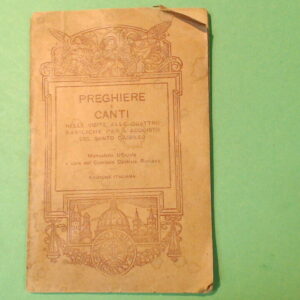 PREGHIERE
E
CANTI
NELLE VISITE ALLE QUATTRO
BASILICHE PER L'ACQUISTO
DEL SANTO GIUBILEO
Manualetto Ufficiale
a cura del Comitato Centrale Romano
EDIZIONE ITALIANA